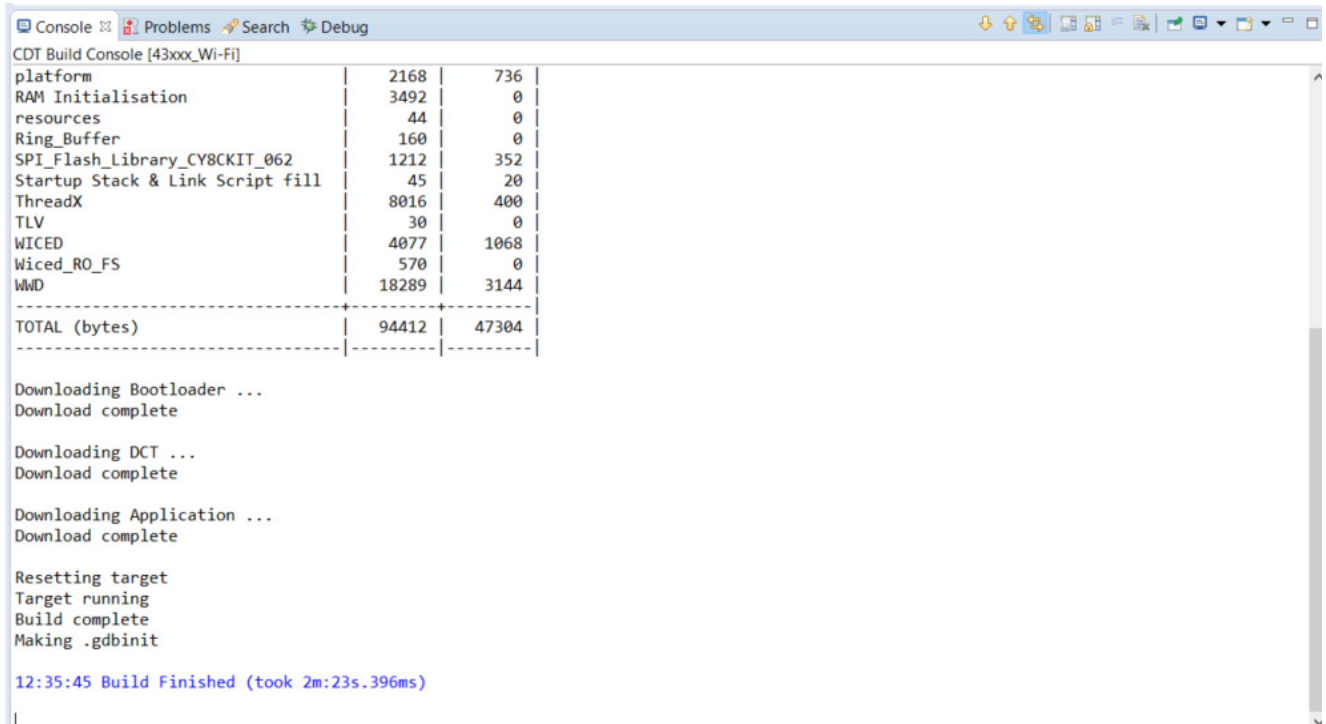 Console Problems Search Debug
CDT Build Console [43xxx_Wi-Fi]
platform | 2168 | 736 |
RAM Initialisation | 3492 | 0 |
resources | 44 | 0 |
Ring_Buffer | 160 | 0 |
SPI_Flash_Library_CY8CKIT_062 | 1212 | 352 |
Startup Stack & Link Script fill | 45 | 20 |
ThreadX | 8016 | 400 |
TLV | 30 | 0 |
WICED | 4077 | 1068 |
Wiced_RO_FS | 570 | 0 |
WWD | 18289 | 3144 |
----------------------------------+---------+---------|
TOTAL (bytes) | 94412 | 47304 |
----------------------------------|---------|---------|
Downloading Bootloader ...
Download complete
Downloading DCT ...
Download complete
Downloading Application ...
Download complete
Resetting target
Target running
Build complete
Making .gdbinit
12:35:45 Build Finished (took 2m:23s.396ms)